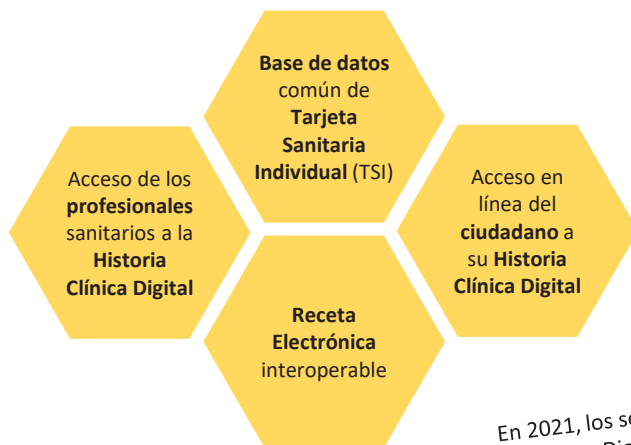 Base de datos
común de
Tarjeta
Sanitaria
Individual (TSI)
Acceso de los
profesionales
sanitarios a la
Historia
Clínica Digital
Acceso en
línea del
ciudadano a
su Historia
Clínica Digital
Receta
Electrónica
interoperable
En 2021, los